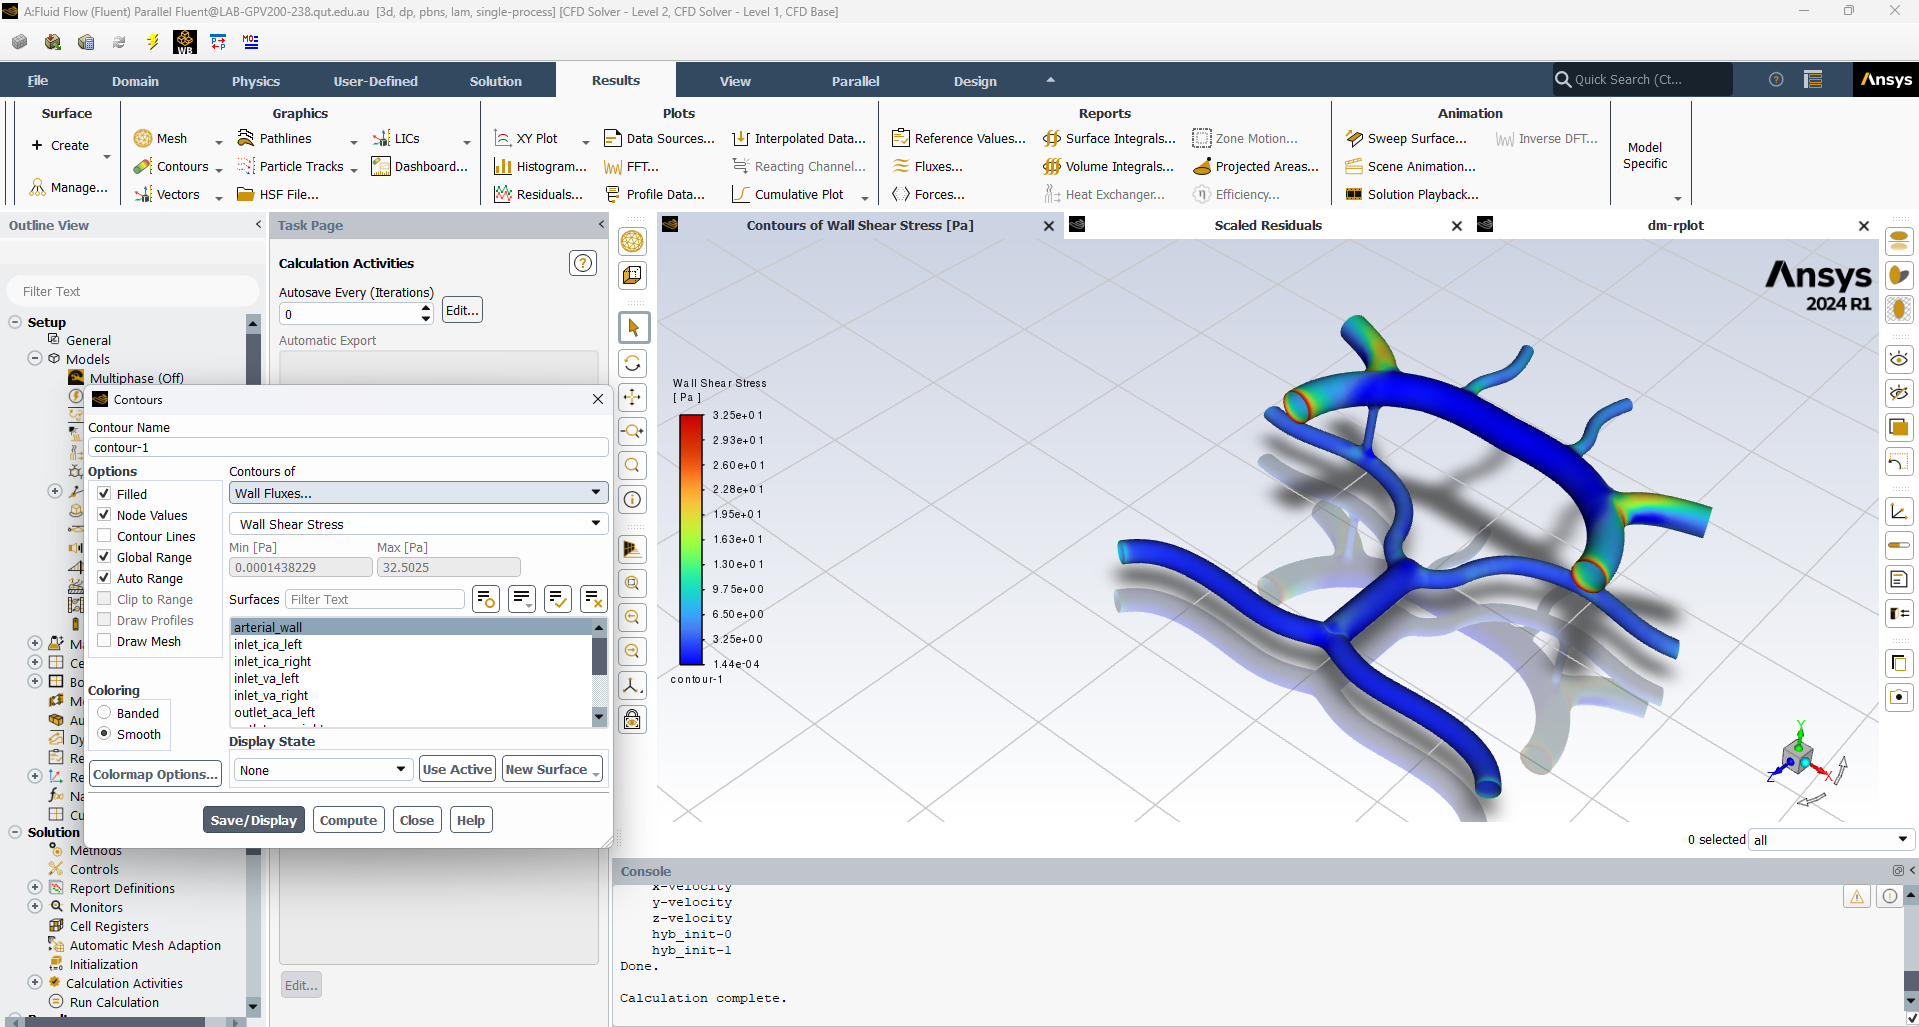 A:Fluid Flow (Fluent) Parallel Fluent@LAB-GPV200-238.qut.edu.au [3d, dp, pbns, lam, single-process] [CFD Solver - Level 2, CFD Solver - Level 1, CFD Base]
WB
File Domain Physics User-Defined Solution Results View Parallel Design Quick Search (Ct... Ansys
Surface Graphics Plots Reports Animation
Create Mesh Pathlines LICs XY Plot Data Sources... Interpolated Data... Reference Values... Surface Integrals... Zone Motion... Sweep Surface... Inverse DFT... Model Specific
Contours Particle Tracks Dashboard... Histogram... FFT... Reacting Channel... Fluxes... Volume Integrals... Projected Areas... Scene Animation...
Manage... Vectors HSF File... Residuals... Profile Data... Cumulative Plot Forces... Heat Exchanger... Efficiency... Solution Playback...
Outline View
Filter Text
Setup
General
Models
Multiphase (Off)
Solution
Methods
Controls
Report Definitions
Monitors
Cell Registers
Automatic Mesh Adaption
Initialization
Calculation Activities
Run Calculation
Task Page
Calculation Activities
Autosave Every (Iterations)
0 Edit...
Automatic Export
Edit...
Contours
Contour Name
contour-1
Options
Filled
Node Values
Contour Lines
Global Range
Auto Range
Clip to Range
Draw Profiles
Draw Mesh
Coloring
Banded
Smooth
Colormap Options...
Contours of
Wall Fluxes...
Wall Shear Stress
Min [Pa] Max [Pa]
0.0001438229 32.5025
Surfaces Filter Text
arterial_wall
inlet_ica_left
inlet_ica_right
inlet_va_left
inlet_va_right
outlet_aca_left
Display State
None Use Active New Surface
Save/Display Compute Close Help
Contours of Wall Shear Stress [Pa] Scaled Residuals dm-rplot
Ansys
2024 R1
Wall Shear Stress
[ Pa ]
3.25e+01
2.93e+01
2.60e+01
2.28e+01
1.95e+01
1.63e+01
1.30e+01
9.75e+00
6.50e+00
3.25e+00
1.44e-04
contour-1
Y
Z X
0 selected all
Console
x-velocity
y-velocity
z-velocity
hyb_init-0
hyb_init-1
Done.
Calculation complete.